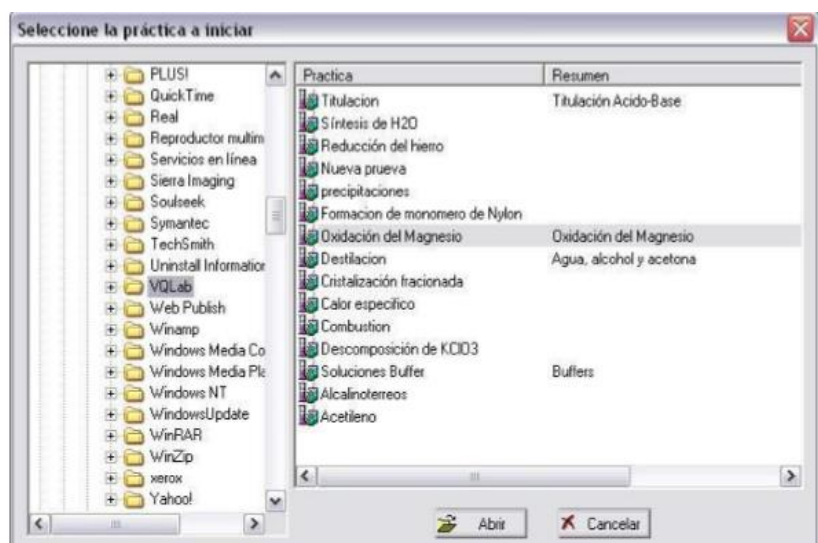 Seleccione la práctica a iniciar
PLUS!
QuickTime
Real
Reproductor multim
Servicios en línea
Sierra Imaging
Soulseek
Symantec
TechSmith
Uninstall Information
VQLab
Web Publish
Winamp
Windows Media Co
Windows Media Pla
Windows NT
WindowsUpdate
WinRAR
WinZip
xerox
Yahoo!
Practica Resumen
Titulacion Titulación Acido-Base
Síntesis de H2O
Reducción del hierro
Nueva prueva
precipitaciones
Formacion de monomero de Nylon
Oxidación del Magnesio Oxidación del Magnesio
Destilacion Agua, alcohol y acetona
Cristalización fracionada
Calor especifico
Combustion
Descomposición de KClO3
Soluciones Buffer Buffers
Alcalinoterreos
Acetileno
Abrir Cancelar